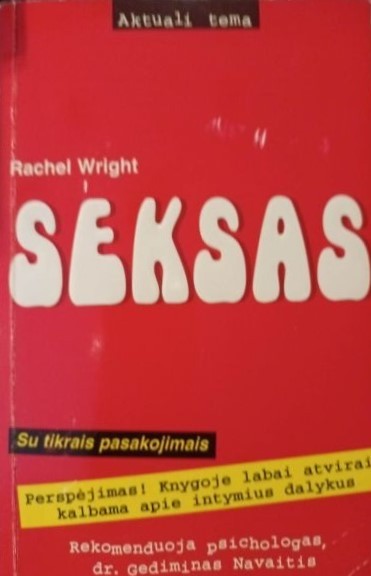 Aktuali tema
Rachel Wright
SEKSAS
Su tikrais pasakojimais
Perspėjimas! Knygoje labai atvirai
kalbama apie intymius dalykus
Rekomenduoja psichologas,
dr. Gediminas Navaitis